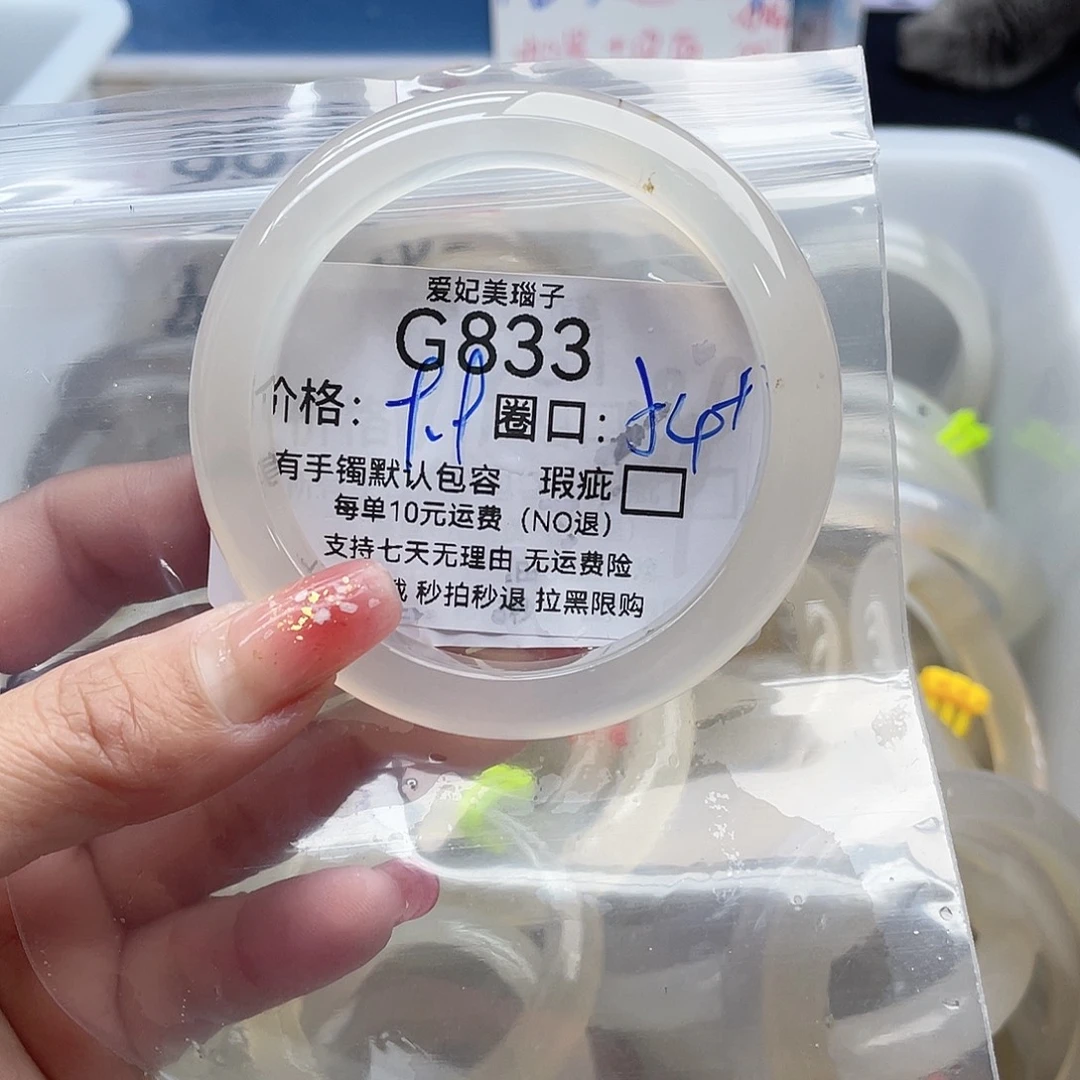 爱妃美瑙子
G833
价格： 圈口：
有手镯默认包容 瑕疵
每单10元运费（NO退）
支持七天无理由 无运费险
秒拍秒退 拉黑限购